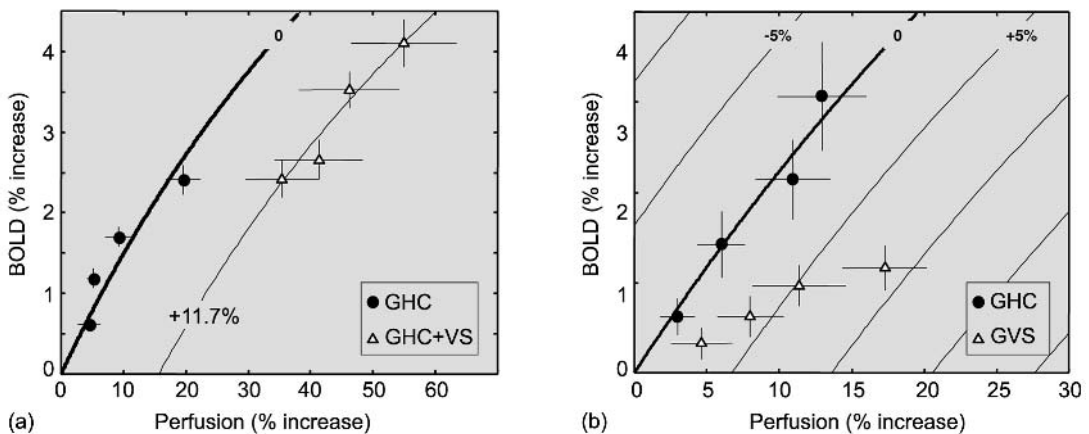 4
3
2
1
0
BOLD (% increase)
0
+11.7%
GHC
GHC+VS
0 10 20 30 40 50 60
(a) Perfusion (% increase)
4
3
2
1
0
BOLD (% increase)
-5% 0 +5%
GHC
GVS
0 5 10 15 20 25 30
(b) Perfusion (% increase)